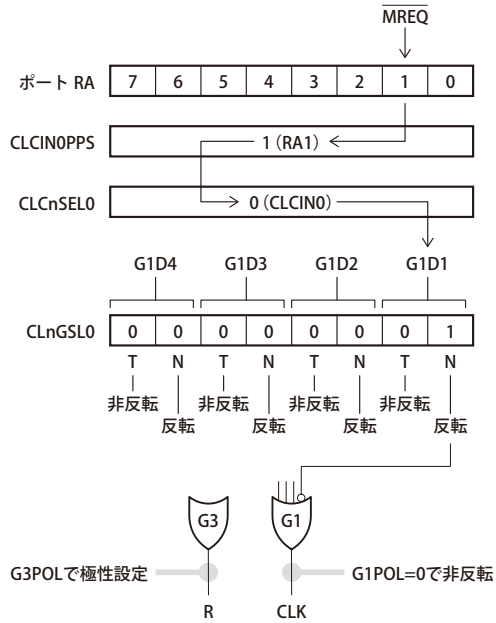 MREQ
ポート RA 7 6 5 4 3 2 1 0
CLCIN0PPS 1 (RA1)
CLCnSEL0 0 (CLCIN0)
G1D4 G1D3 G1D2 G1D1
CLnGSL0 0 0 0 0 0 0 0 1
T N T N T N T N
非反転 非反転 非反転 非反転
反転 反転 反転 反転
G3 G1
G3POLで極性設定 G1POL=0で非反転
R CLK